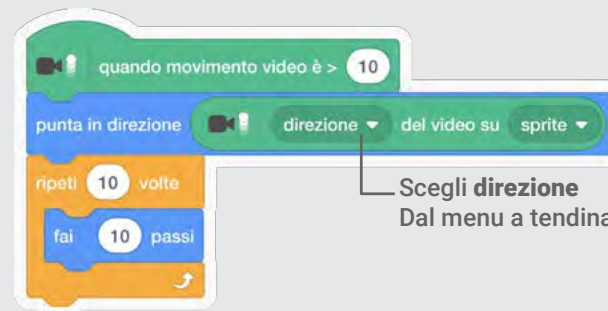 quando movimento video è > 10
punta in direzione direzione del video su sprite
ripeti 10 volte
fai 10 passi
Scegli direzione
Dal menu a tendina